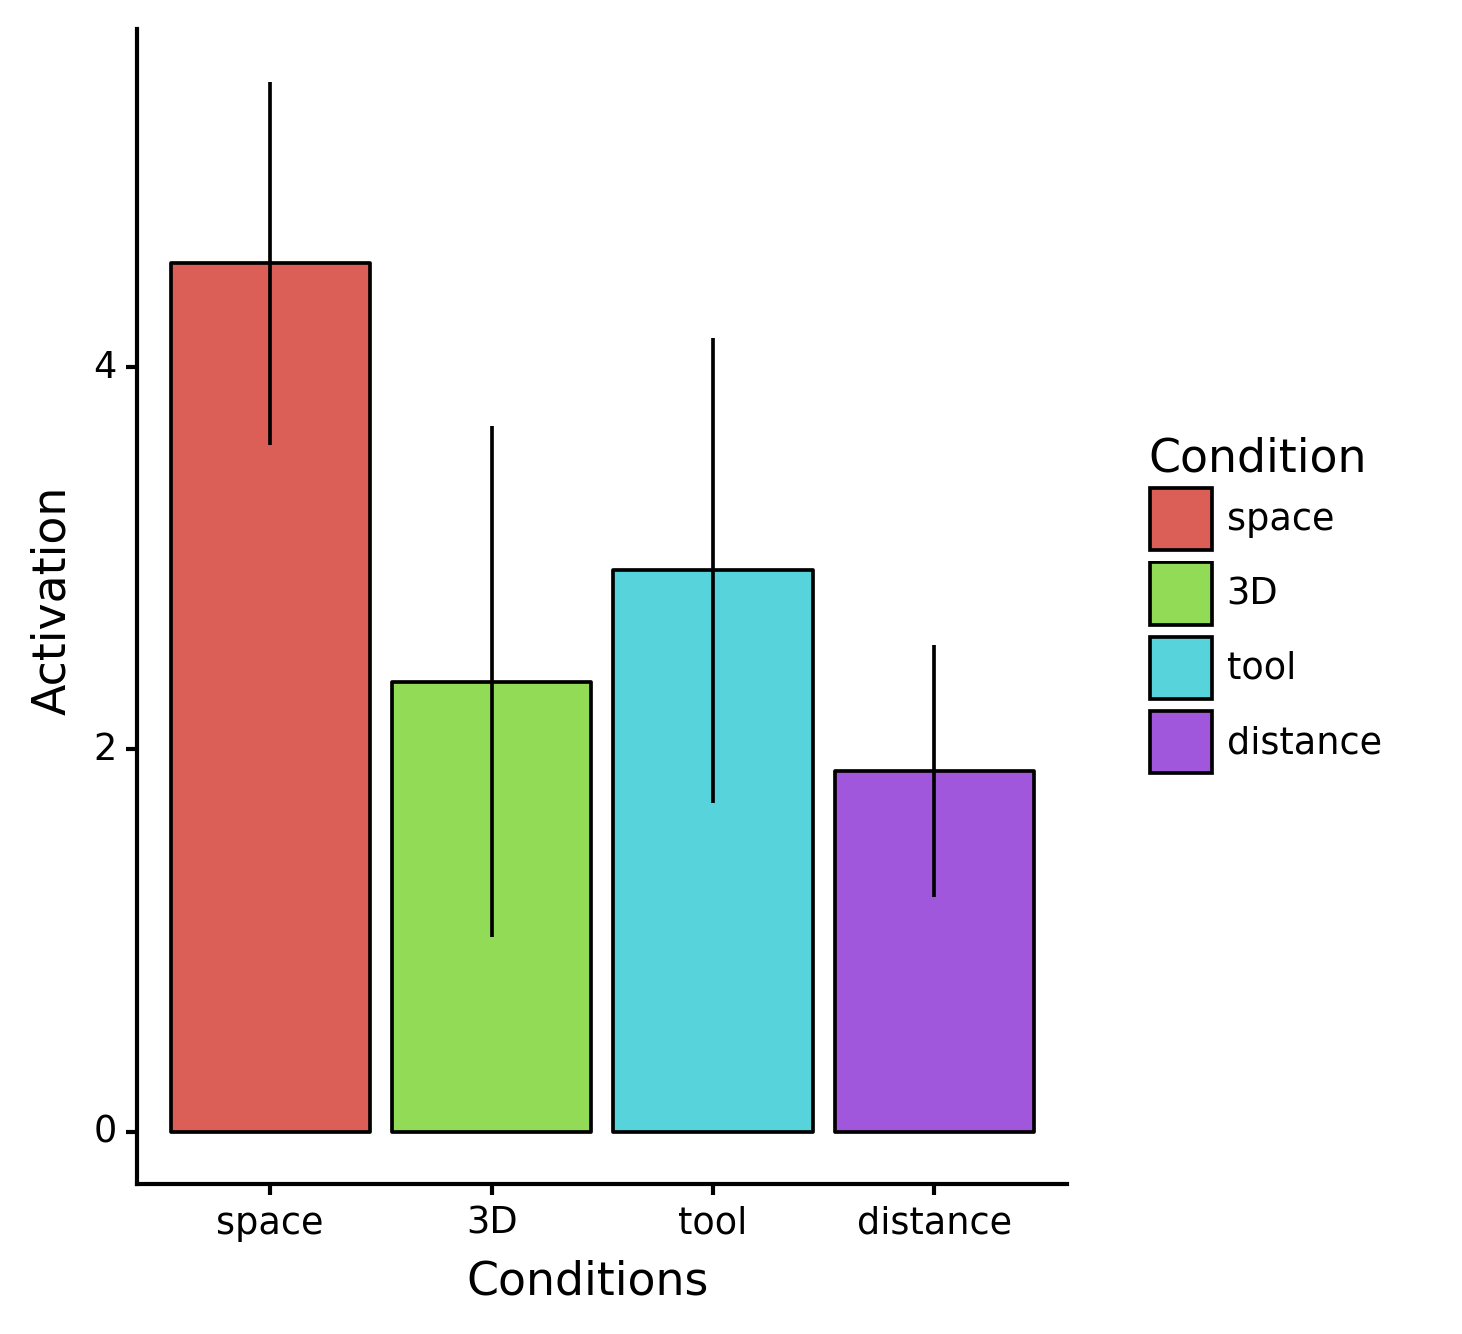 Activation
4
2
0
space 3D tool distance
Conditions
Condition
space
3D
tool
distance